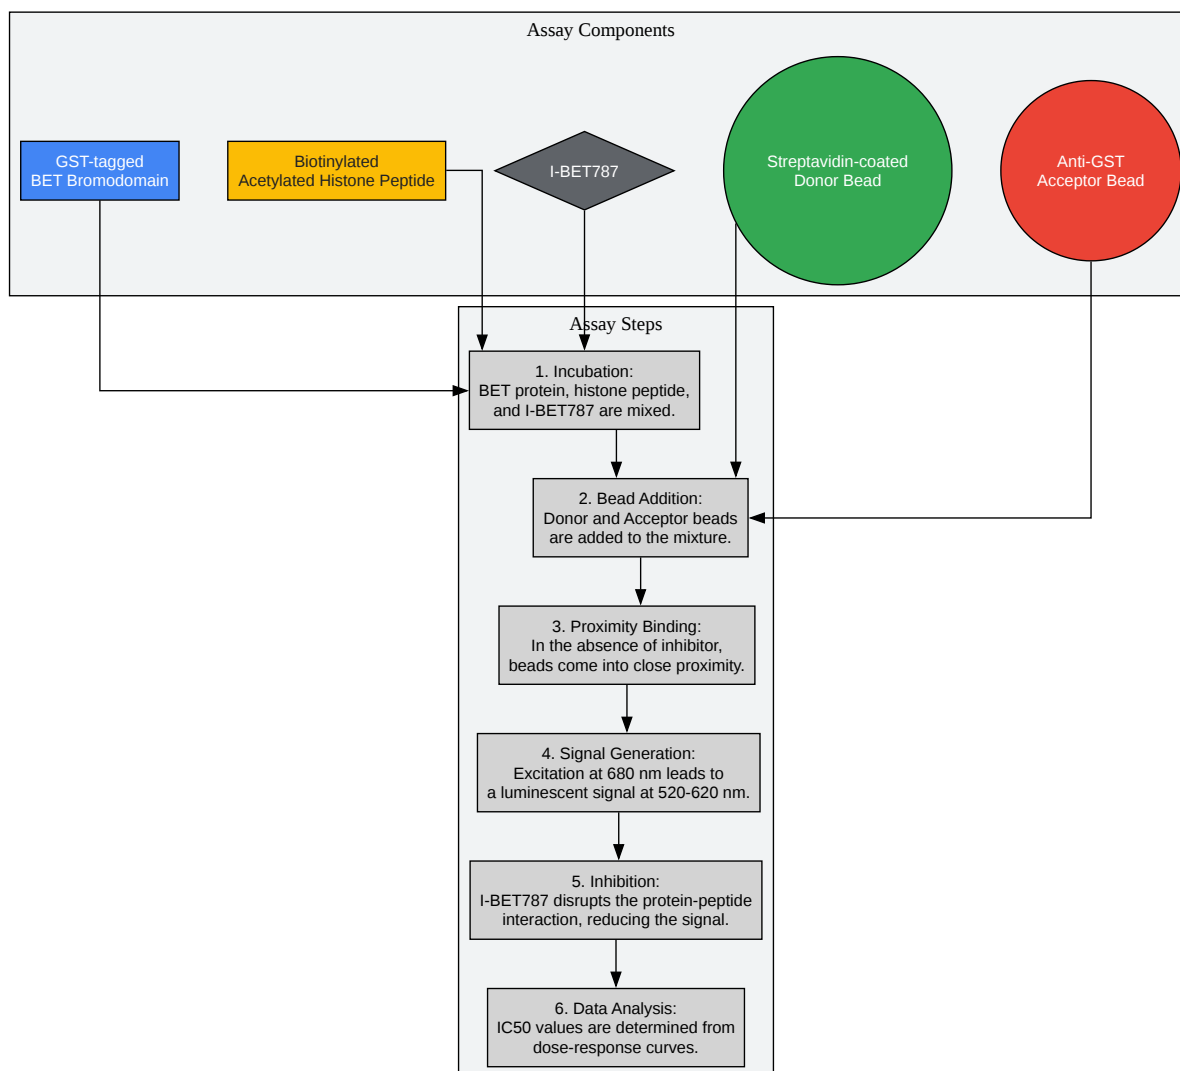 Assay Components
GST-tagged
BET Bromodomain
Biotinylated
Acetylated Histone Peptide
I-BET787
Streptavidin-coated
Donor Bead
Anti-GST
Acceptor Bead
Assay Steps
1. Incubation:
BET protein, histone peptide,
and I-BET787 are mixed.
2. Bead Addition:
Donor and Acceptor beads
are added to the mixture.
3. Proximity Binding:
In the absence of inhibitor,
beads come into close proximity.
4. Signal Generation:
Excitation at 680 nm leads to
a luminescent signal at 520-620 nm.
5. Inhibition:
I-BET787 disrupts the protein-peptide
interaction, reducing the signal.
6. Data Analysis:
IC50 values are determined from
dose-response curves.